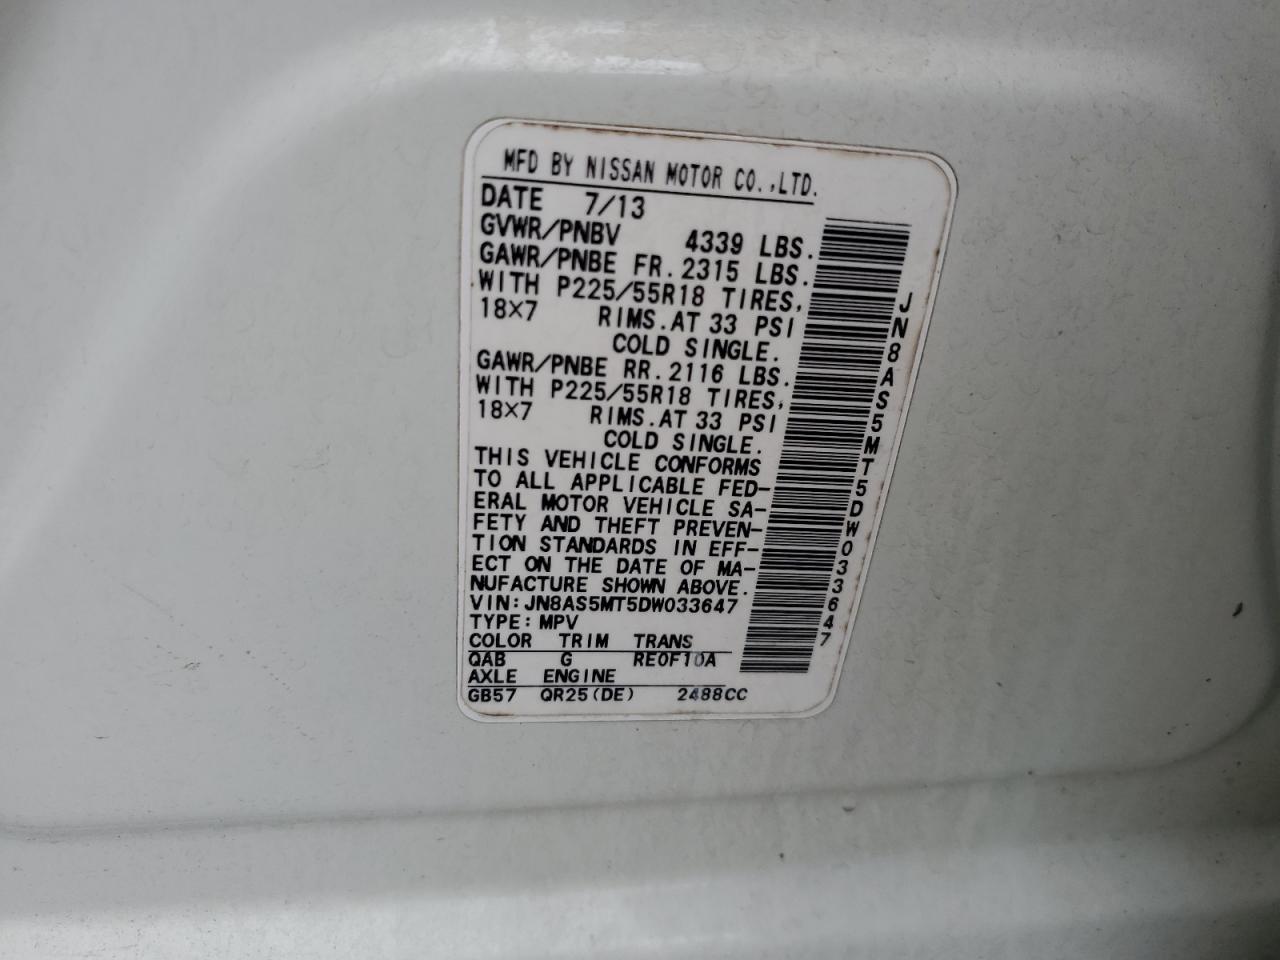 MFD BY NISSAN MOTOR CO.,LTD.
DATE 7/13
GVWR/PNBV 4339 LBS.
GAWR/PNBE FR. 2315 LBS.
WITH P225/55R18 TIRES,
18×7 RIMS. AT 33 PSI
COLD SINGLE.
GAWR/PNBE RR. 2116 LBS.
WITH P225/55R18 TIRES,
18×7 RIMS. AT 33 PSI
COLD SINGLE.
THIS VEHICLE CONFORMS
TO ALL APPLICABLE FED-
ERAL MOTOR VEHICLE SA-
FETY AND THEFT PREVEN-
TION STANDARDS IN EFF-
ECT ON THE DATE OF MA-
NUFACTURE SHOWN ABOVE.
VIN: JN8AS5MT5DW033647
TYPE: MPV
COLOR TRIM TRANS
QAB G RE0F10A
AXLE ENGINE
GB57 QR25(DE) 2488CC
JN8AS5MT5DW033647